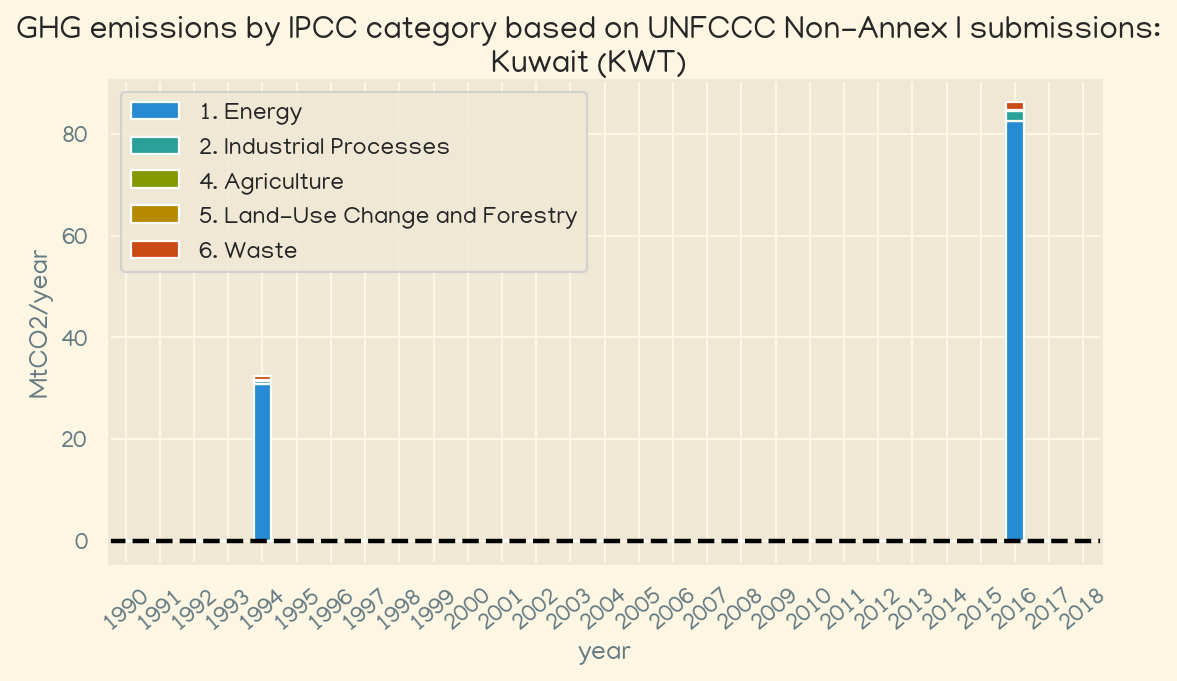 GHG emissions by IPCC category based on UNFCCC Non-Annex I submissions:
Kuwait (KWT)
1. Energy
2. Industrial Processes
4. Agriculture
5. Land-Use Change and Forestry
6. Waste
80
60
40
20
0
MtCO2/year
1990 1991 1992 1993 1994 1995 1996 1997 1998 1999 2000 2001 2002 2003 2004 2005 2006 2007 2008 2009 2010 2011 2012 2013 2014 2015 2016 2017 2018
year